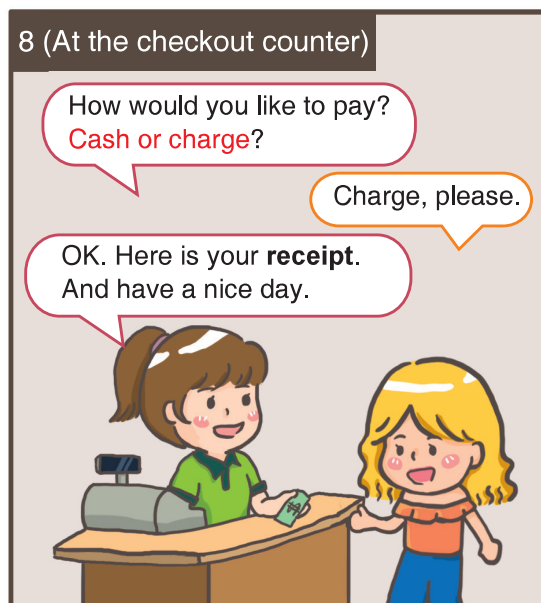 8 (At the checkout counter)
How would you like to pay?
Cash or charge?
Charge, please.
OK. Here is your receipt.
And have a nice day.